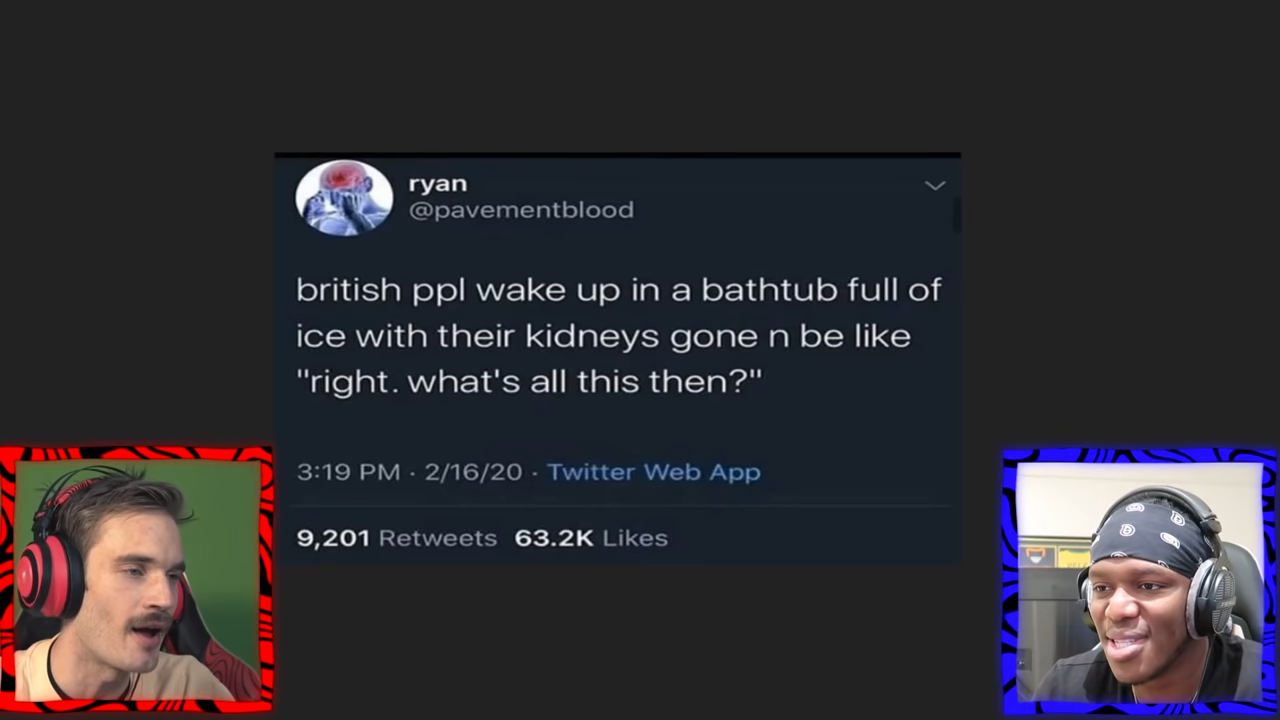 ryan
@pavementblood
british ppl wake up in a bathtub full of
ice with their kidneys gone n be like
"right. what's all this then?"
3:19 PM · 2/16/20 · Twitter Web App
9,201 Retweets 63.2K Likes